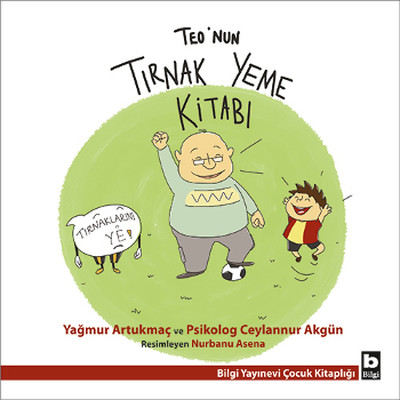 TEO'NUN
TIRNAK YEME
KİTABI
TIRNAKLARINI
YE!
Yağmur Artukmaç ve Psikolog Ceylannur Akgün
Resimleyen Nurbanu Asena
Bilgi Yayınevi Çocuk Kitaplığı
b
Bilgi